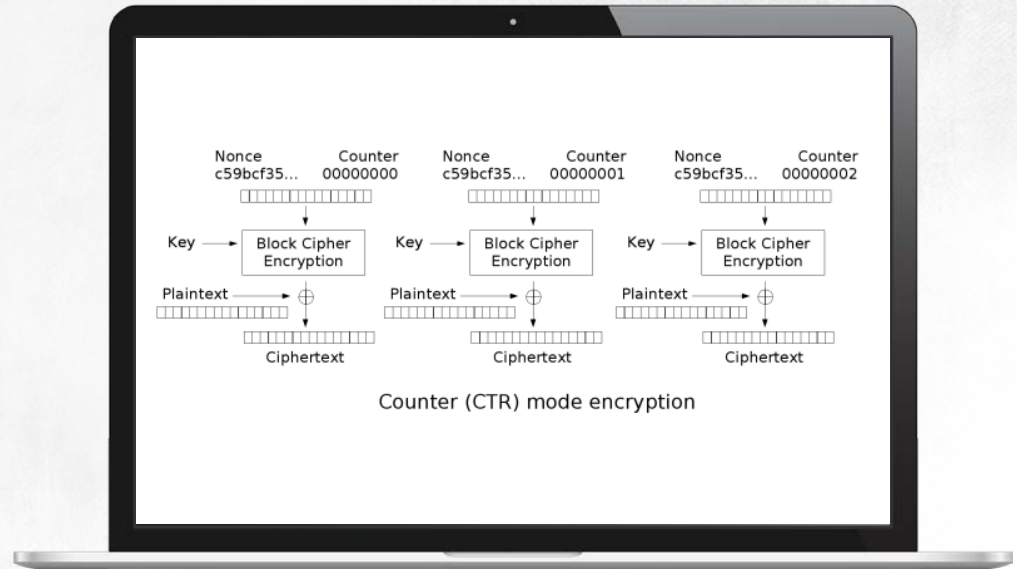 Nonce Counter Nonce Counter Nonce Counter
c59bcf35... 00000000 c59bcf35... 00000001 c59bcf35... 00000002
Key Block Cipher Encryption Key Block Cipher Encryption Key Block Cipher Encryption
Plaintext Plaintext Plaintext
Ciphertext Ciphertext Ciphertext
Counter (CTR) mode encryption